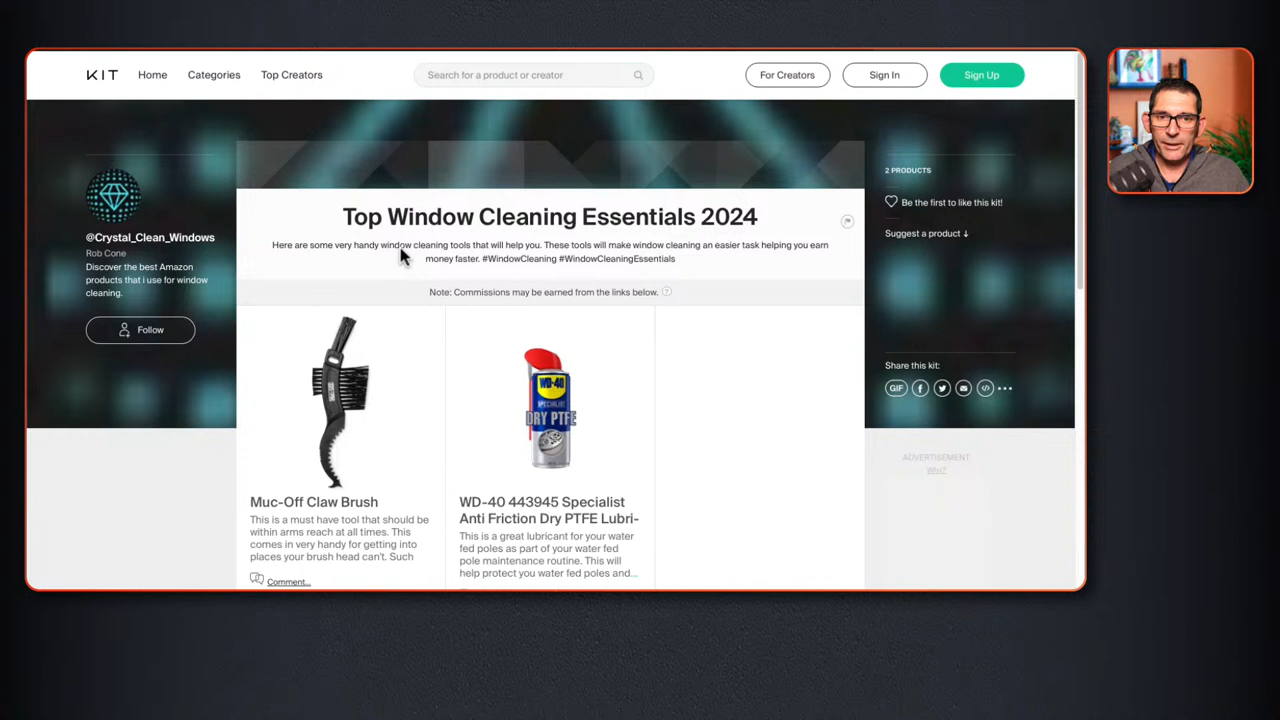 KIT
Home
Categories
Top Creators
Search for a product or creator
For Creators
Sign In
Sign Up
@Crystal_Clean_Windows
Rob Cone
Discover the best Amazon
products that i use for window
cleaning.
Follow
Top Window Cleaning Essentials 2024
Here are some very handy window cleaning tools that will help you. These tools will make window cleaning an easier task helping you earn
money faster. #WindowCleaning #WindowCleaningEssentials
Note: Commissions may be earned from the links below.
2 PRODUCTS
Be the first to like this kit!
Suggest a product ↓
Share this kit:
GIF
ADVERTISEMENT
WHY?
WD-40
SPECIALIST
DRY PTFE
Muc-Off Claw Brush
This is a must have tool that should be
within arms reach at all times. This
comes in very handy for getting into
places your brush head can't. Such
Comment...
WD-40 443945 Specialist
Anti Friction Dry PTFE Lubri-
This is a great lubricant for your water
fed poles as part of your water fed
pole maintenance routine. This will
help protect you water fed poles and...